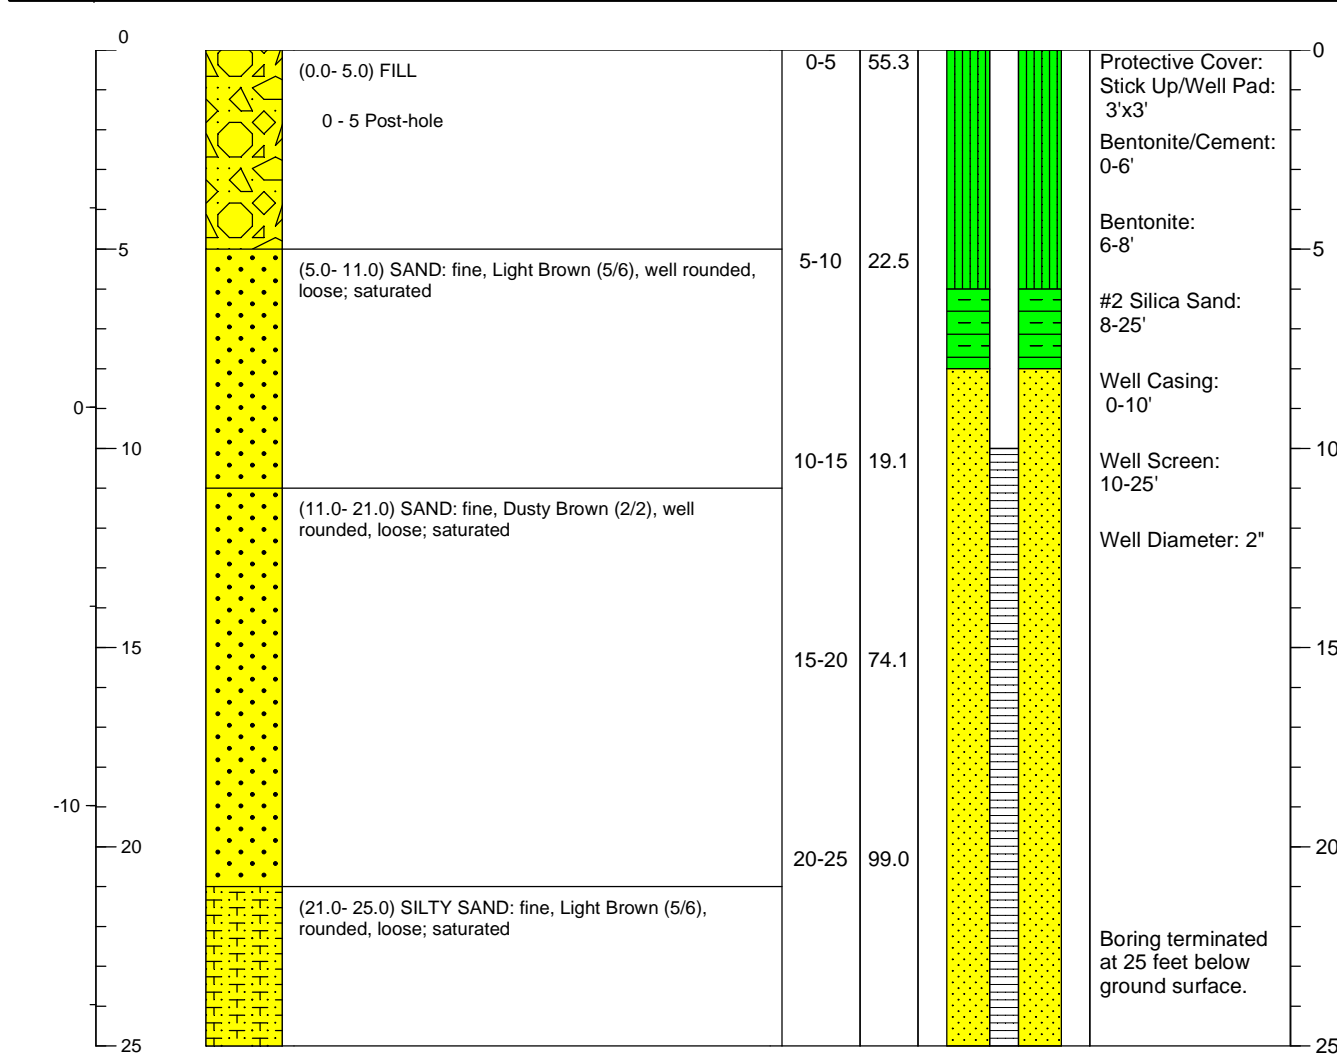 0
0
(0.0- 5.0) FILL
0-5
55.3
Protective Cover:
Stick Up/Well Pad:
3'x3'
0 - 5 Post-hole
Bentonite/Cement:
0-6'
Bentonite:
6-8'
5
5
(5.0- 11.0) SAND: fine, Light Brown (5/6), well rounded,
loose; saturated
5-10
22.5
#2 Silica Sand:
8-25'
Well Casing:
0-10'
0
10
10
10-15
19.1
Well Screen:
10-25'
(11.0- 21.0) SAND: fine, Dusty Brown (2/2), well
rounded, loose; saturated
Well Diameter: 2"
15
15
15-20
74.1
-10
20
20
20-25
99.0
(21.0- 25.0) SILTY SAND: fine, Light Brown (5/6),
rounded, loose; saturated
Boring terminated
at 25 feet below
ground surface.
25
25